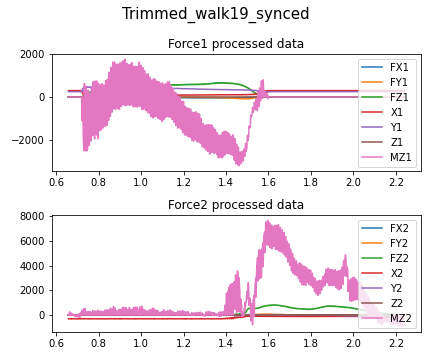 Trimmed_walk19_synced
Force1 processed data
2000
0
−2000
FX1
FY1
FZ1
X1
Y1
Z1
MZ1
0.6 0.8 1.0 1.2 1.4 1.6 1.8 2.0 2.2
Force2 processed data
8000
6000
4000
2000
0
FX2
FY2
FZ2
X2
Y2
Z2
MZ2
0.6 0.8 1.0 1.2 1.4 1.6 1.8 2.0 2.2